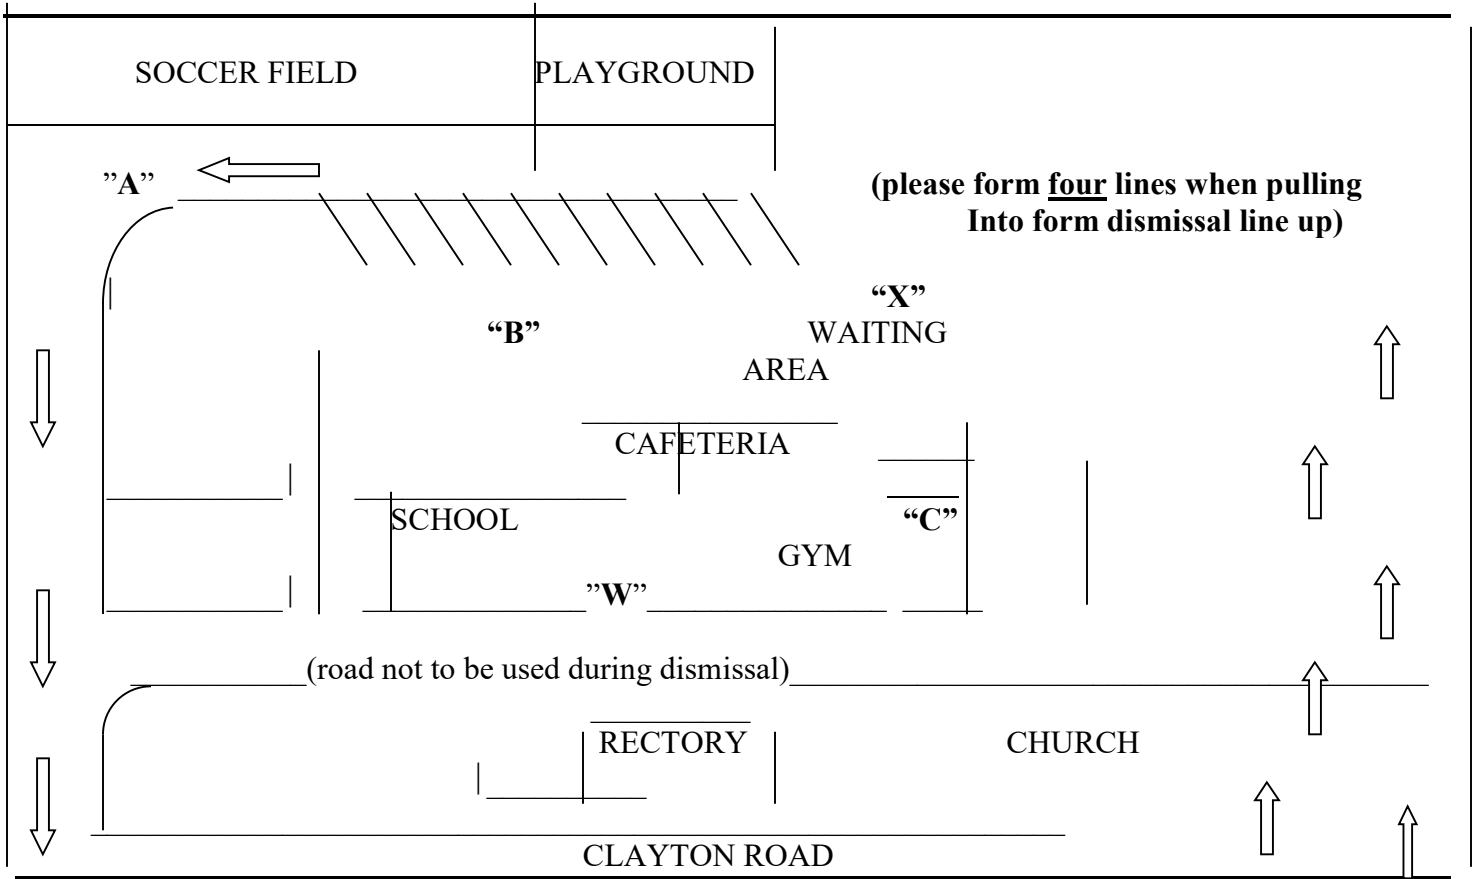 SOCCER FIELD PLAYGROUND
”A”
(please form four lines when pulling
Into form dismissal line up)
“X”
“B” WAITING
AREA
CAFETERIA
SCHOOL “C”
GYM
”W”
(road not to be used during dismissal)
RECTORY CHURCH
CLAYTON ROAD